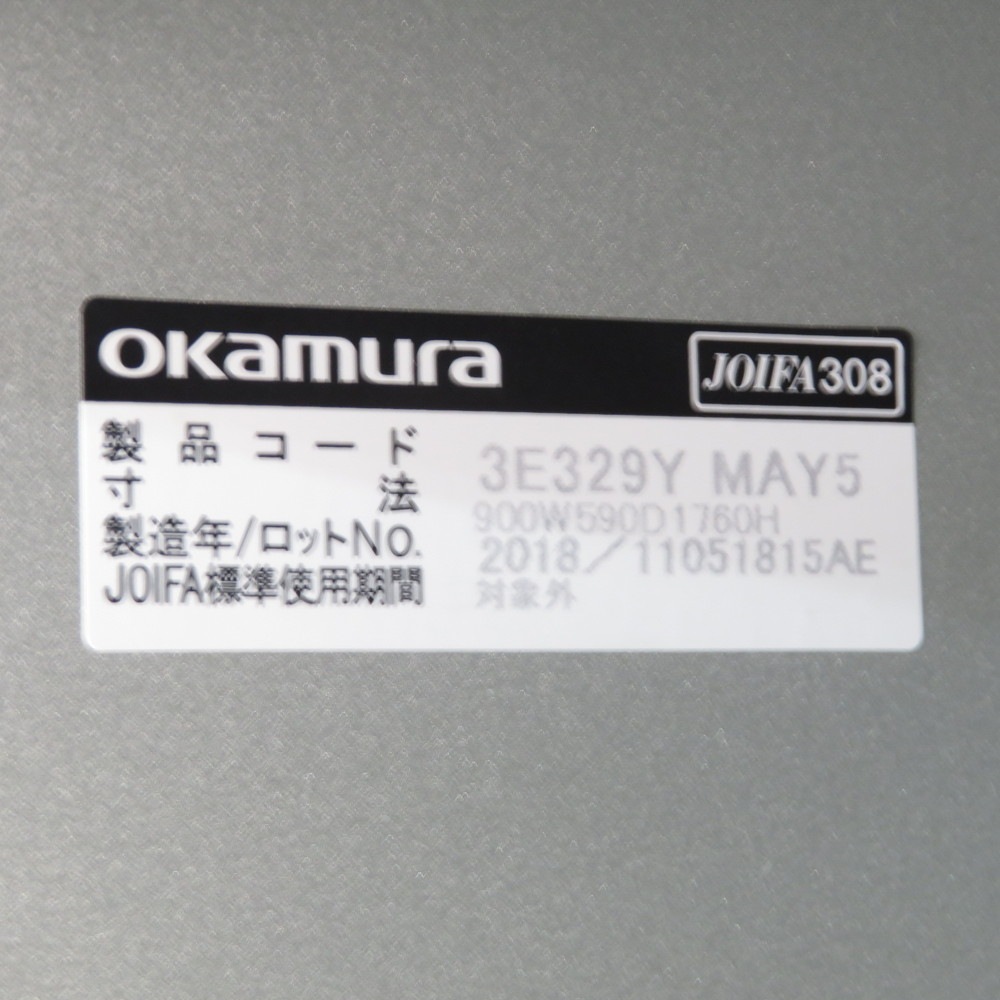 okamura JOIFA308
製品コード 3E329Y MAY5
寸法 900W590D1760H
製造年/ロットNo. 2018/11051815AE
JOIFA標準使用期間 対象外